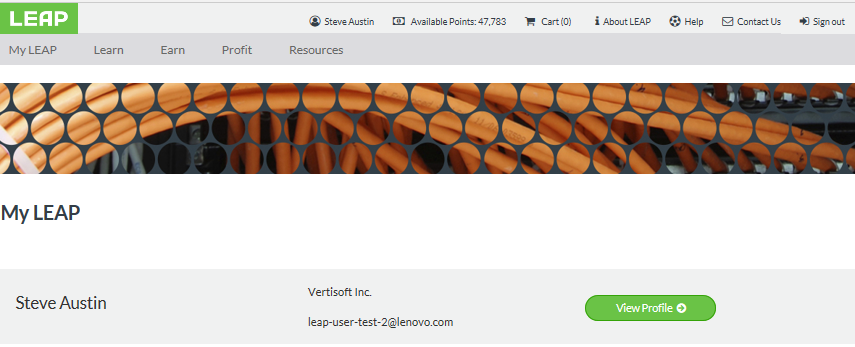 LEAP
Steve Austin Available Points: 47,783 Cart (0) About LEAP Help Contact Us Sign out
My LEAP Learn Earn Profit Resources
My LEAP
Steve Austin
Vertisoft Inc.
leap-user-test-2@lenovo.com
View Profile